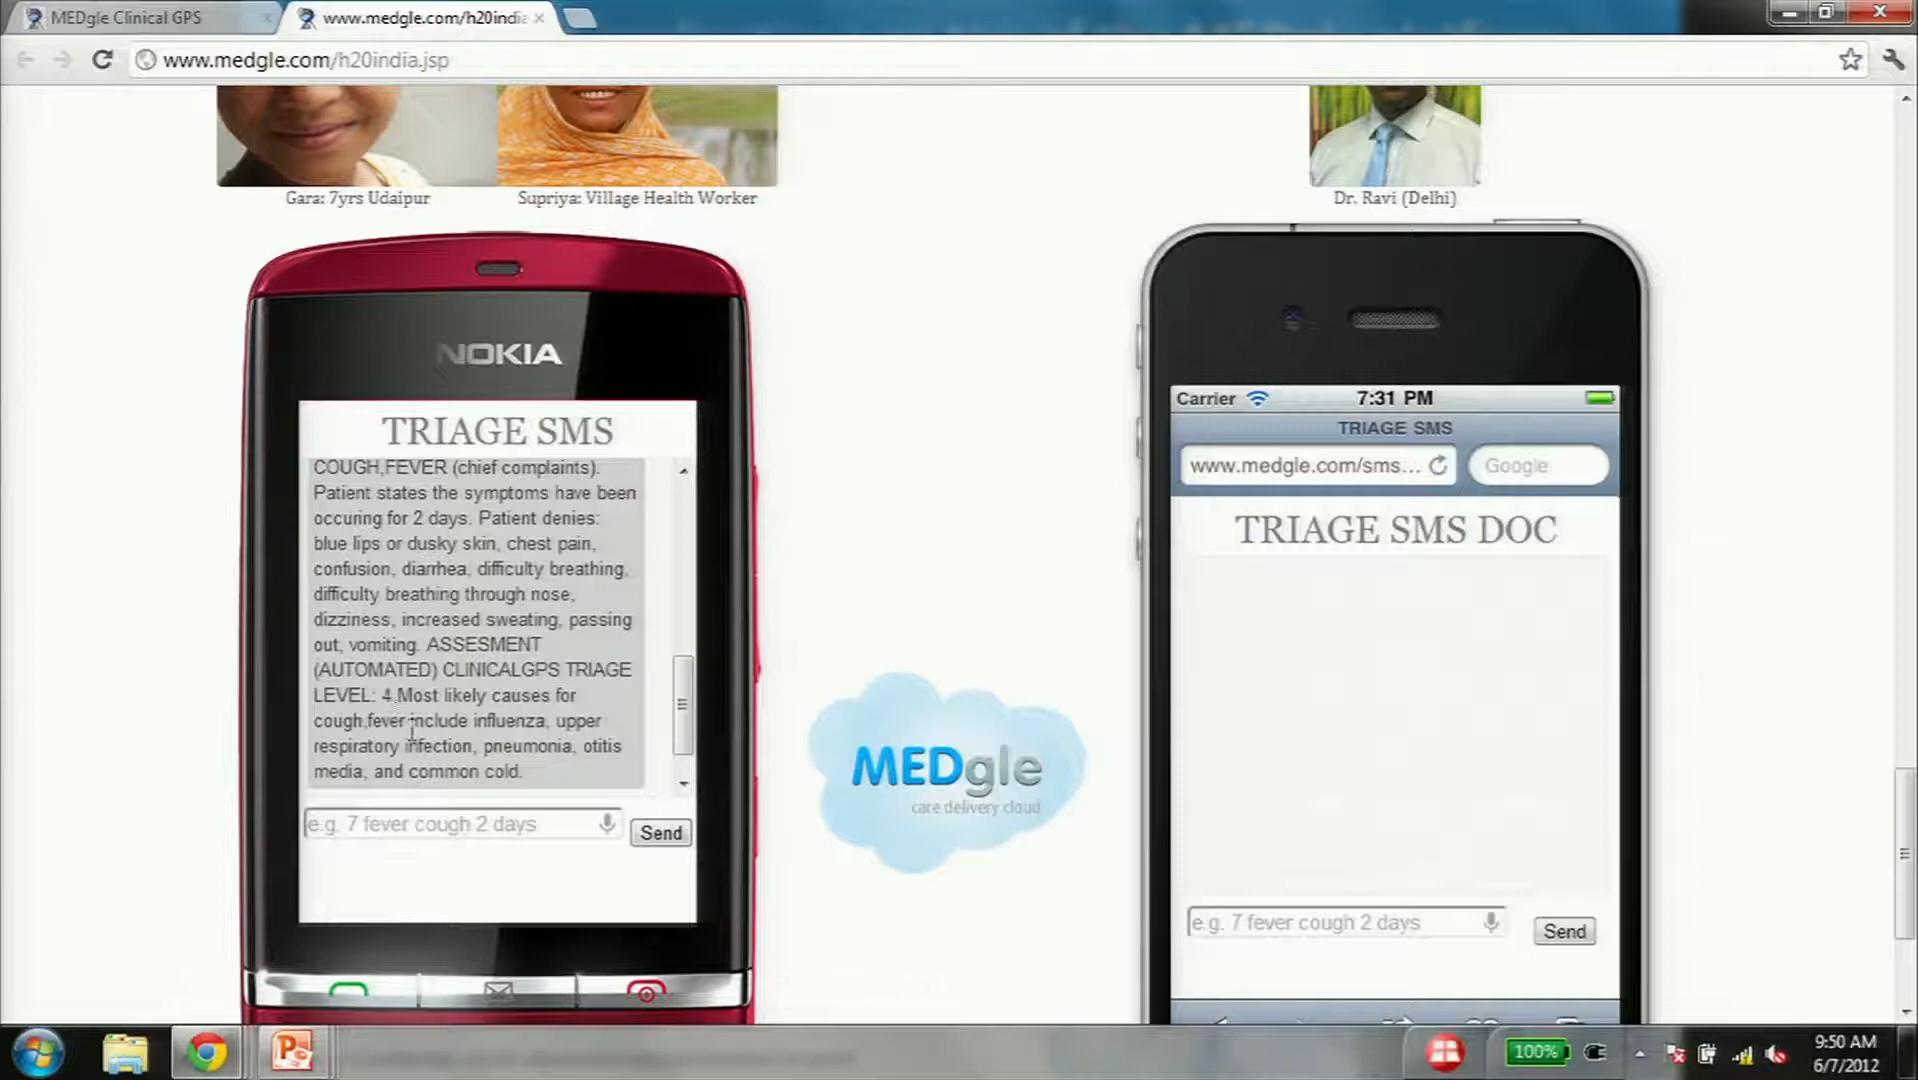 MEDgle Clinical GPS
www.medgle.com/h20indi
www.medgle.com/h20india.jsp
Gara: 7yrs Udaipur
Supriya: Village Health Worker
Dr. Ravi (Delhi)
NOKIA
TRIAGE SMS
COUGH,FEVER (chief complaints).
Patient states the symptoms have been
occuring for 2 days. Patient denies:
blue lips or dusky skin, chest pain,
confusion, diarrhea, difficulty breathing,
difficulty breathing through nose,
dizziness, increased sweating, passing
out, vomiting. ASSESMENT
(AUTOMATED) CLINICALGPS TRIAGE
LEVEL: 4.Most likely causes for
cough,fever include influenza, upper
respiratory infection, pneumonia, otitis
media, and common cold.
e.g. 7 fever cough 2 days
Send
MEDgle
care delivery cloud
Carrier
7:31 PM
TRIAGE SMS
www.medgle.com/sms...
Google
TRIAGE SMS DOC
e.g. 7 fever cough 2 days
Send
100%
9:50 AM
6/7/2012